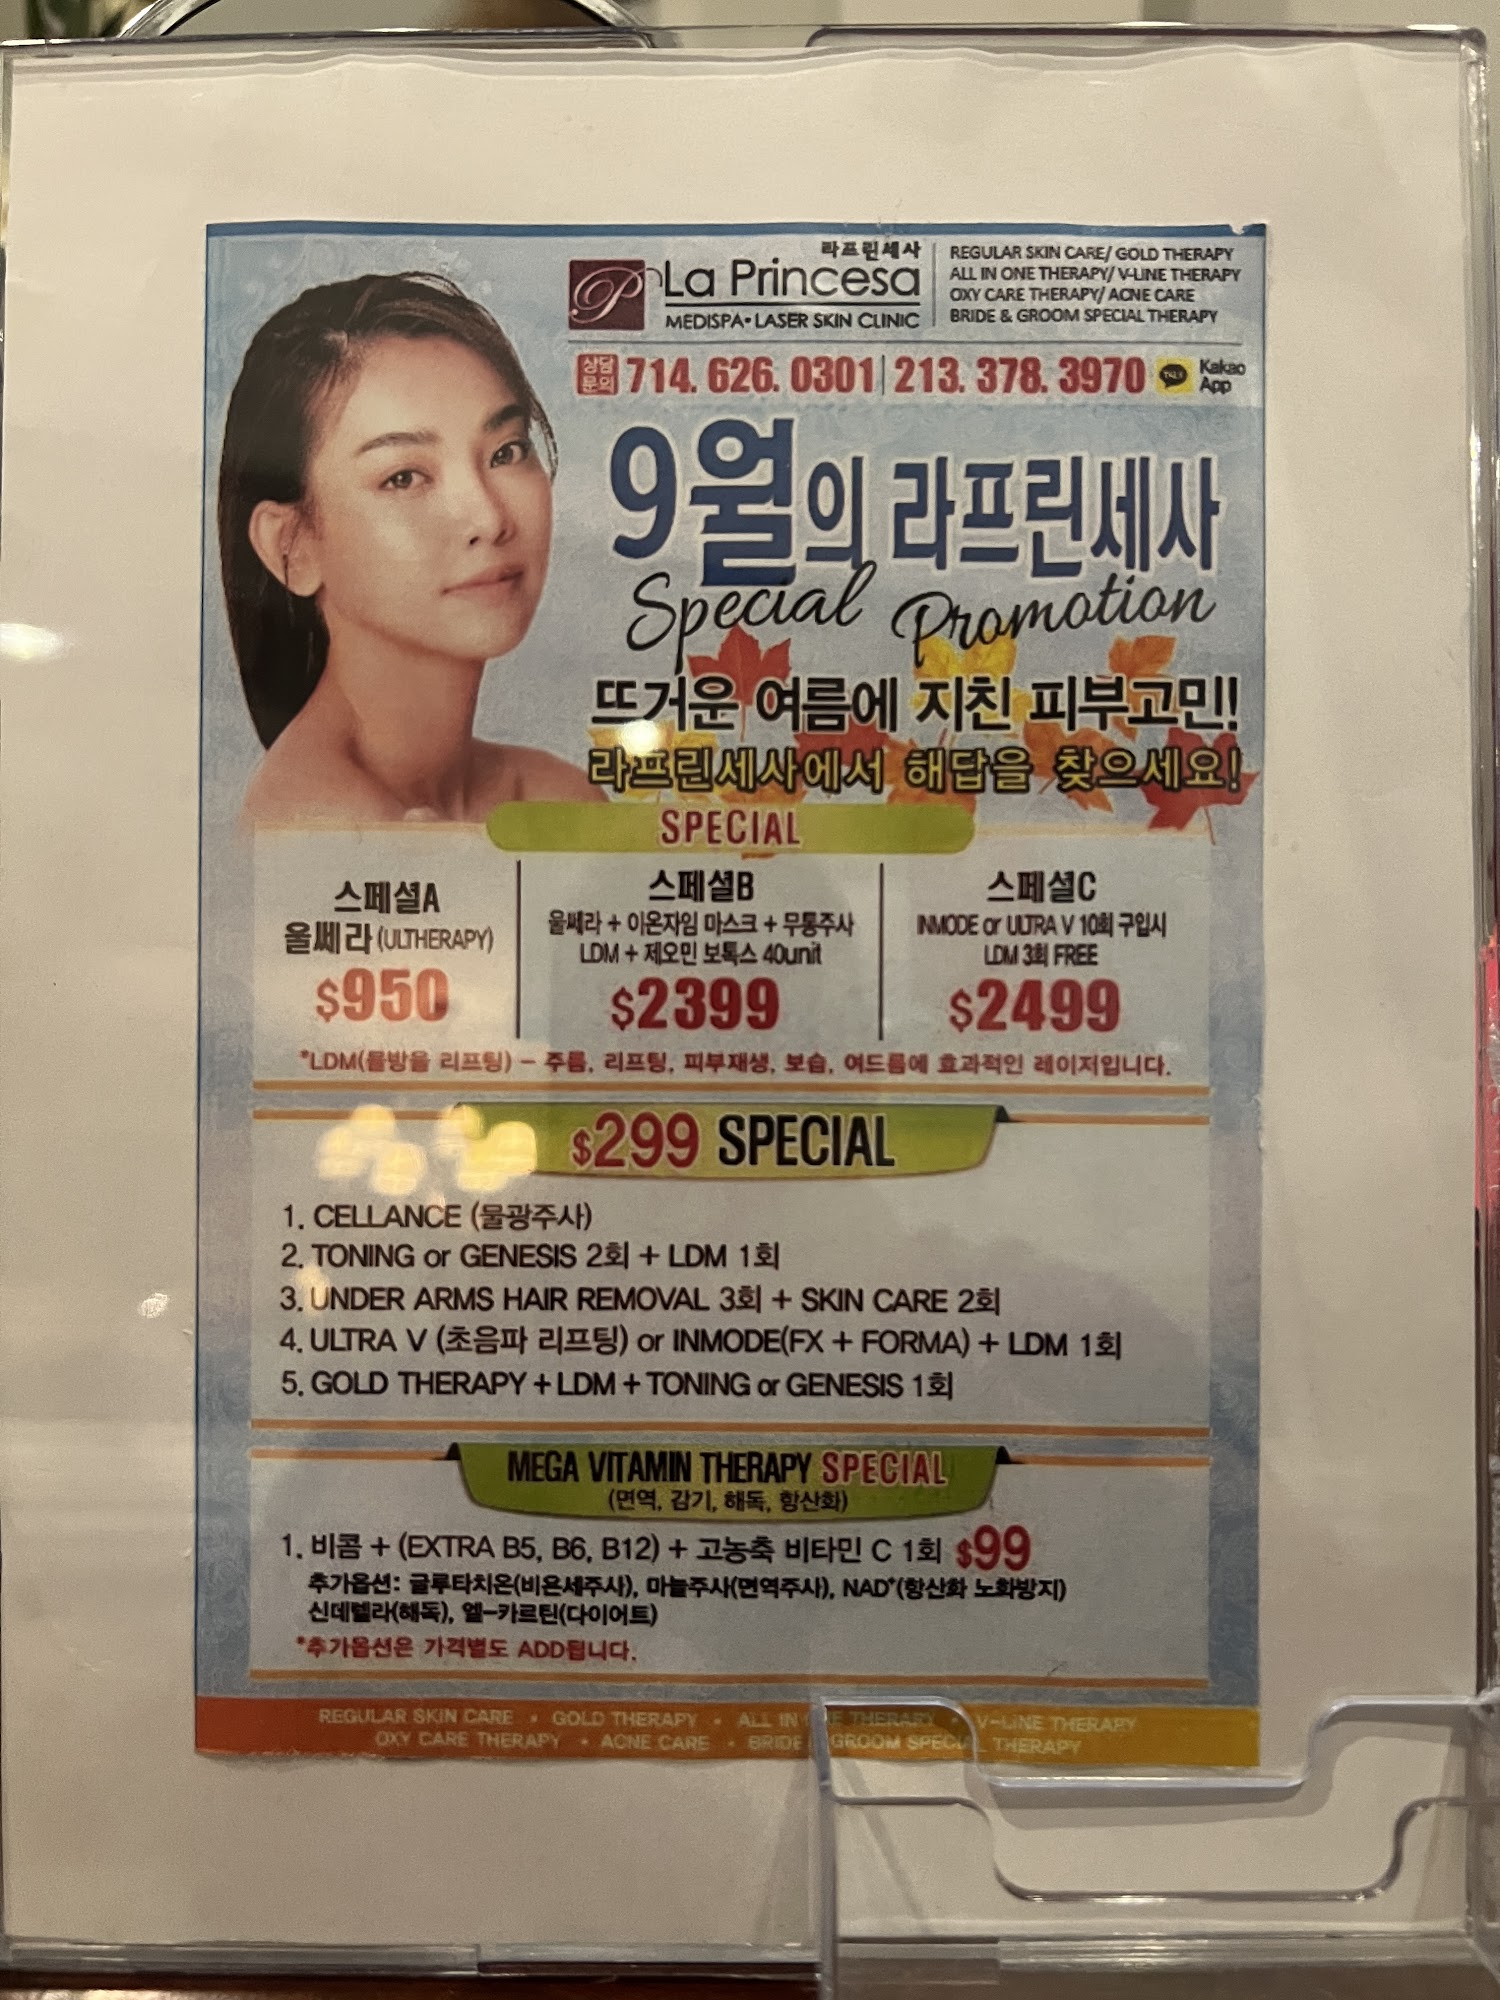 라프린세사
La Princesa
MEDISPA • LASER SKIN CLINIC
REGULAR SKIN CARE/ GOLD THERAPY
ALL IN ONE THERAPY/ V-LINE THERAPY
OXY CARE THERAPY/ ACNE CARE
BRIDE & GROOM SPECIAL THERAPY
상담문의 714. 626. 0301 | 213. 378. 3970 TALK Kakao App
9월의 라프린세사
Special Promotion
뜨거운 여름에 지친 피부고민!
라프린세사에서 해답을 찾으세요!
SPECIAL
스페셜A
울쎄라 (ULTHERAPY)
$950
스페셜B
울쎄라 + 이온자임 마스크 + 무통주사
LDM + 제오민 보톡스 40unit
$2399
스페셜C
INMODE or ULTRA V 10회 구입시
LDM 3회 FREE
$2499
*LDM(물방울 리프팅) - 주름, 리프팅, 피부재생, 보습, 여드름에 효과적인 레이저입니다.
$299 SPECIAL
1. CELLANCE (물광주사)
2. TONING or GENESIS 2회 + LDM 1회
3. UNDER ARMS HAIR REMOVAL 3회 + SKIN CARE 2회
4. ULTRA V (초음파 리프팅) or INMODE(FX + FORMA) + LDM 1회
5. GOLD THERAPY + LDM + TONING or GENESIS 1회
MEGA VITAMIN THERAPY SPECIAL
(면역, 감기, 해독, 항산화)
1. 비콤 + (EXTRA B5, B6, B12) + 고농축 비타민 C 1회 $99
추가옵션: 글루타치온(비욘세주사), 마늘주사(면역주사), NAD+(항산화 노화방지)
신데렐라(해독), 엘-카르틴(다이어트)
*추가옵션은 가격별도 ADD됩니다.
REGULAR SKIN CARE • GOLD THERAPY • ALL IN ONE THERAPY • V-LINE THERAPY
OXY CARE THERAPY • ACNE CARE • BRIDE & GROOM SPECIAL THERAPY